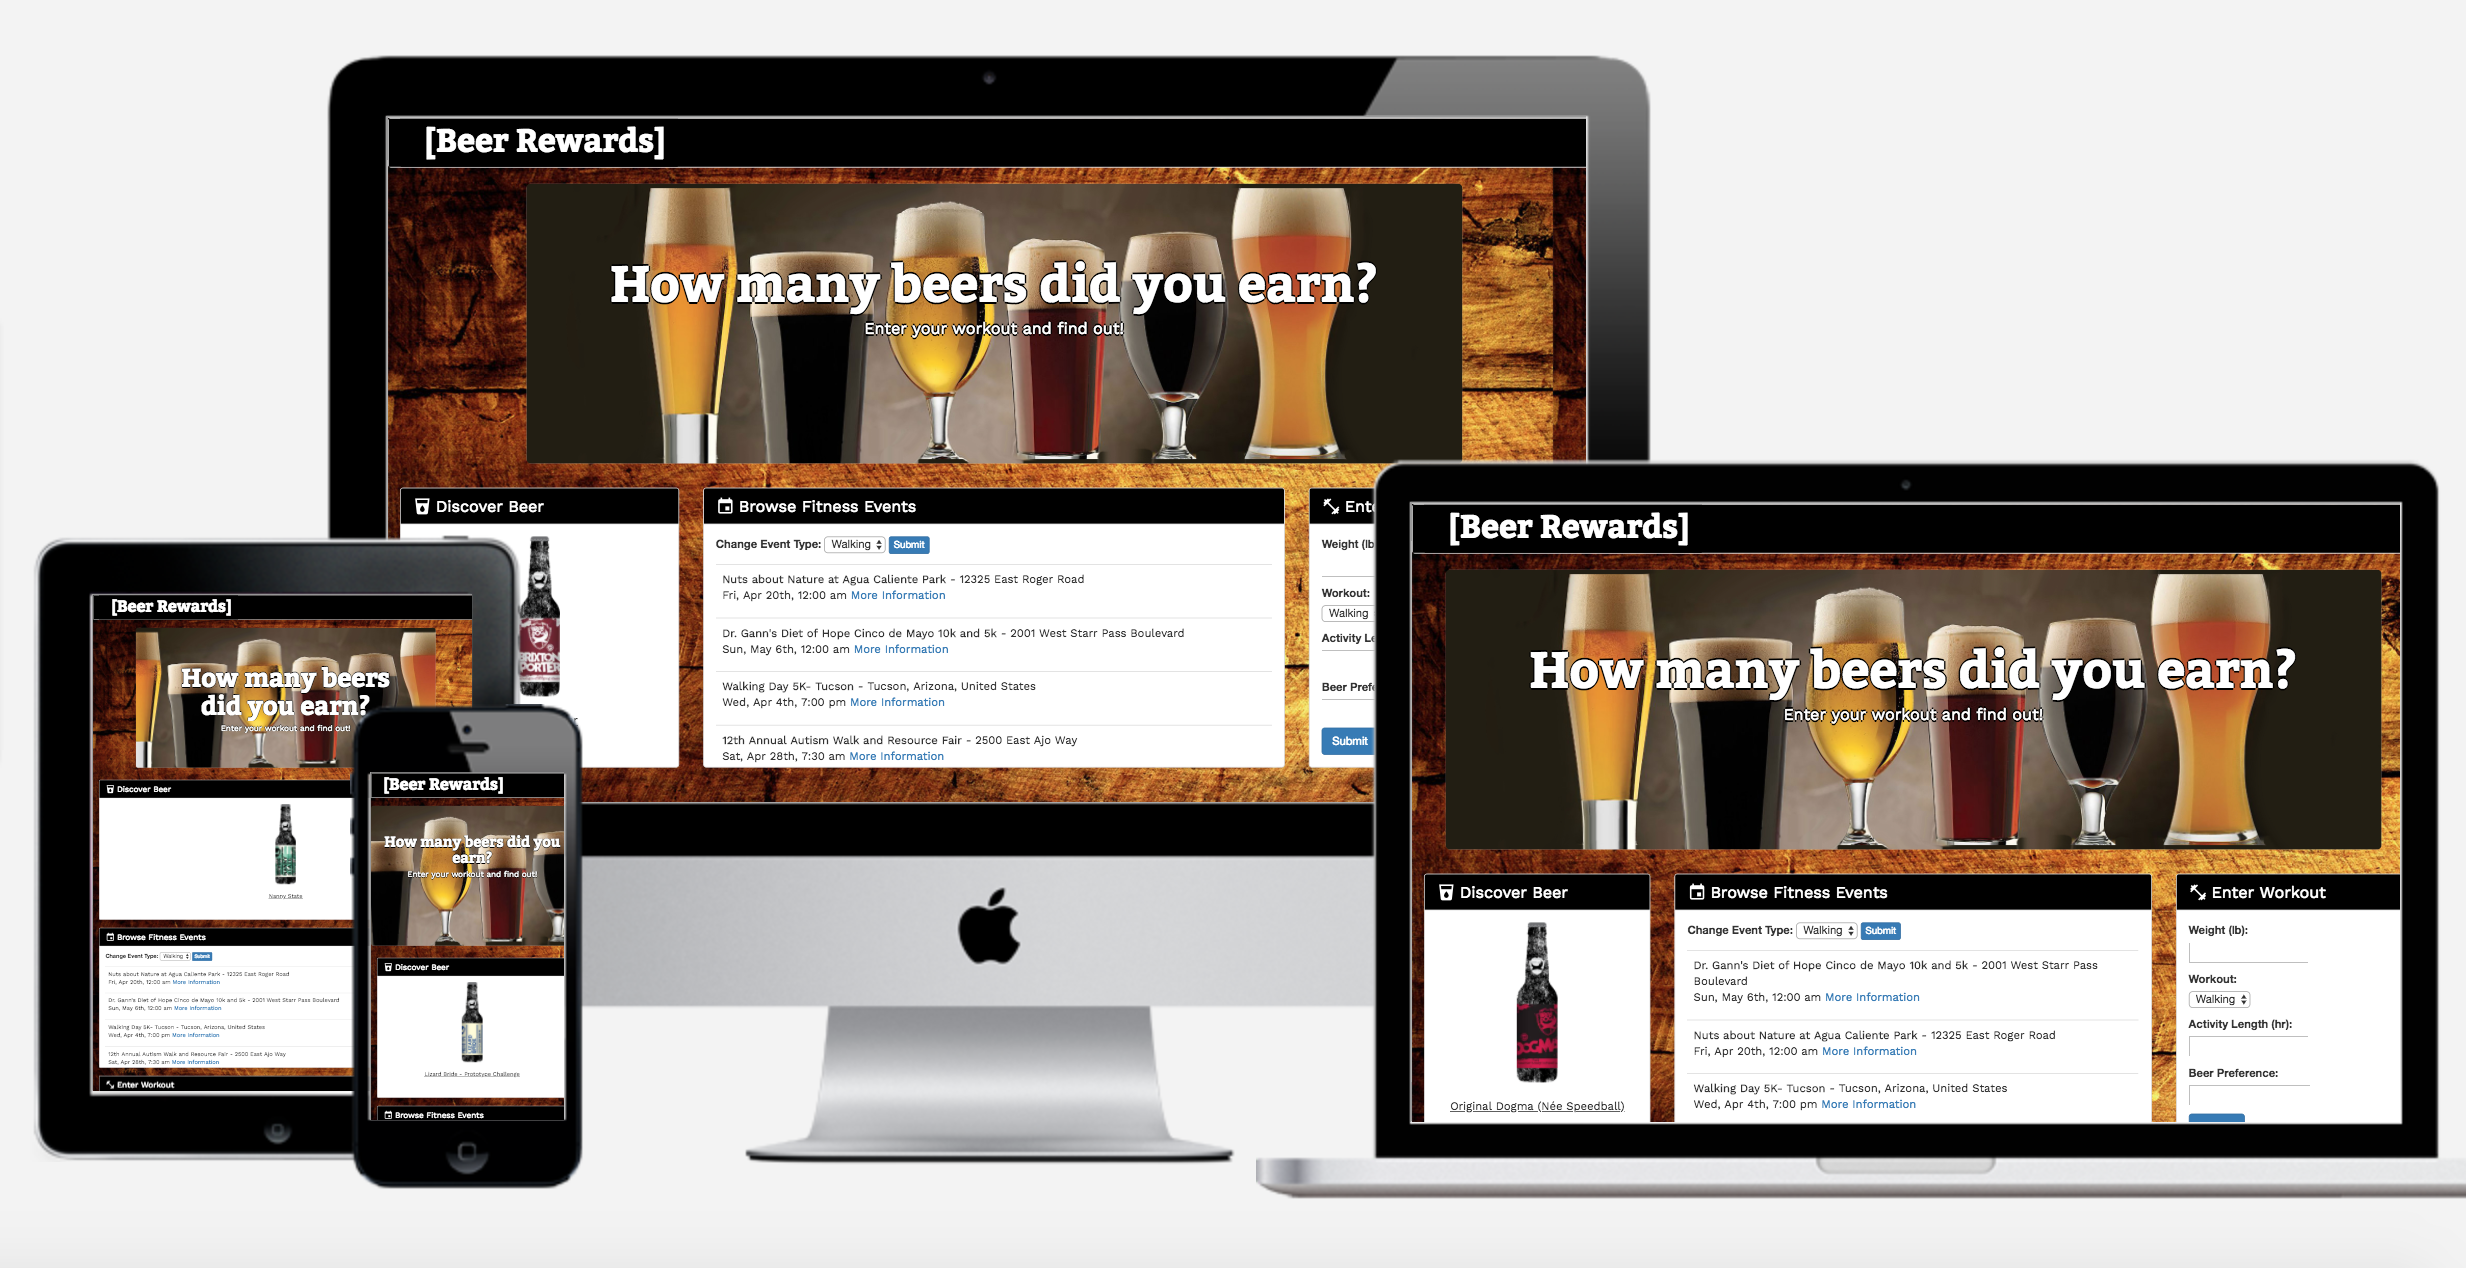 [Beer Rewards]
How many beers did you earn?
Enter your workout and find out!
Discover Beer
BRIXTON
PORTER
Browse Fitness Events
Change Event Type: Walking Submit
Nuts about Nature at Agua Caliente Park - 12325 East Roger Road
Fri, Apr 20th, 12:00 am More Information
Dr. Gann's Diet of Hope Cinco de Mayo 10k and 5k - 2001 West Starr Pass Boulevard
Sun, May 6th, 12:00 am More Information
Walking Day 5K- Tucson - Tucson, Arizona, United States
Wed, Apr 4th, 7:00 pm More Information
12th Annual Autism Walk and Resource Fair - 2500 East Ajo Way
Sat, Apr 28th, 7:30 am More Information
Ent
Weight (lb
Workout:
Walking
Activity Le
Beer Prefe
Submit
[Beer Rewards]
How many beers
did you earn?
Enter your workout and find out!
Discover Beer
Nanny State
Browse Fitness Events
Change Event Type: Walking Submit
Nuts about Nature at Agua Caliente Park - 12325 East Roger Road
Fri, Apr 20th, 12:00 am More Information
Dr. Gann's Diet of Hope Cinco de Mayo 10k and 5k - 2001 West Starr Pass Boulevard
Sun, May 6th, 12:00 am More Information
Walking Day 5K- Tucson - Tucson, Arizona, United States
Wed, Apr 4th, 7:00 pm More Information
12th Annual Autism Walk and Resource Fair - 2500 East Ajo Way
Sat, Apr 28th, 7:30 am More Information
Enter Workout
[Beer Rewards]
How many beers did you
earn?
Enter your workout and find out!
Discover Beer
Lizard Bride - Prototype Challenge
Browse Fitness Events
[Beer Rewards]
How many beers did you earn?
Enter your workout and find out!
Discover Beer
DOGMA
Original Dogma (Née Speedball)
Browse Fitness Events
Change Event Type: Walking Submit
Dr. Gann's Diet of Hope Cinco de Mayo 10k and 5k - 2001 West Starr Pass
Boulevard
Sun, May 6th, 12:00 am More Information
Nuts about Nature at Agua Caliente Park - 12325 East Roger Road
Fri, Apr 20th, 12:00 am More Information
Walking Day 5K- Tucson - Tucson, Arizona, United States
Wed, Apr 4th, 7:00 pm More Information
Enter Workout
Weight (lb):
Workout:
Walking
Activity Length (hr):
Beer Preference: